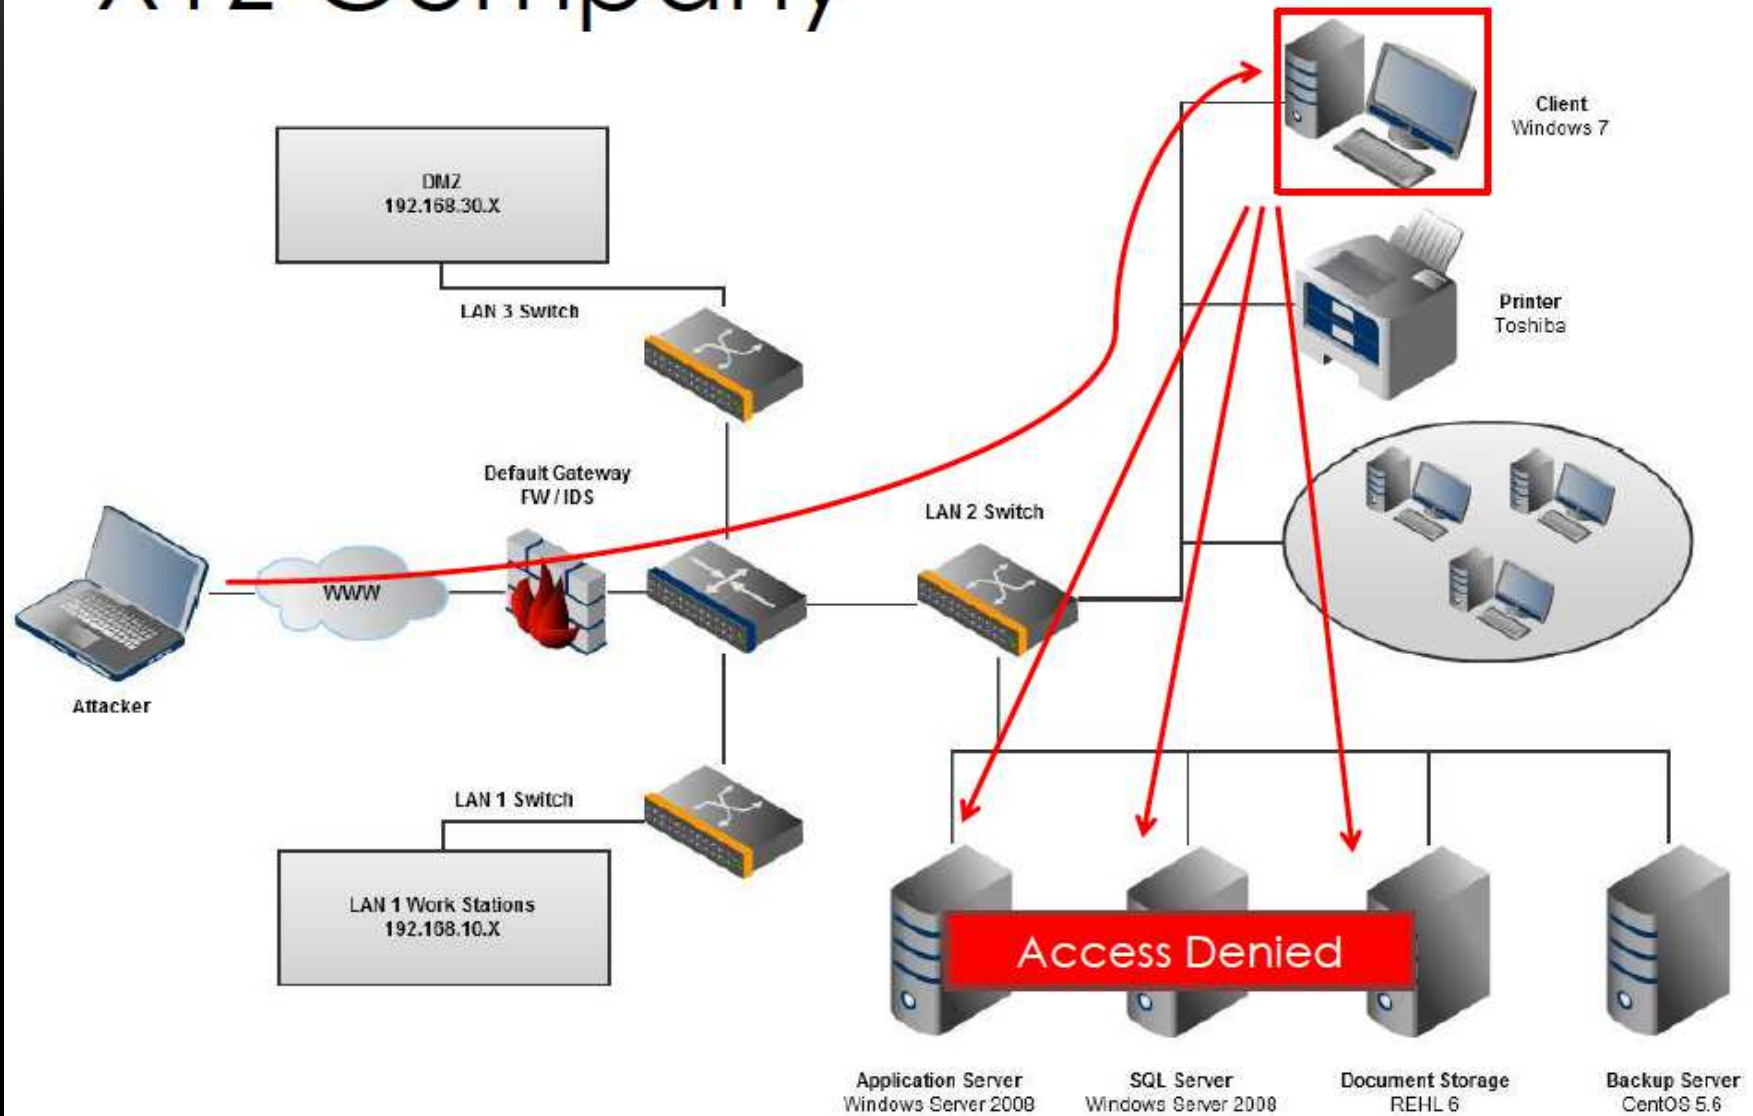 XYZ Company
Client
Windows 7
DMZ
192.168.30.X
LAN 3 Switch
Printer
Toshiba
Default Gateway
FW / IDS
LAN 2 Switch
WWW
Attacker
LAN 1 Switch
LAN 1 Work Stations
192.168.10.X
Access Denied
Application Server
Windows Server 2008
SQL Server
Windows Server 2008
Document Storage
REHL 6
Backup Server
CentOS 5.6